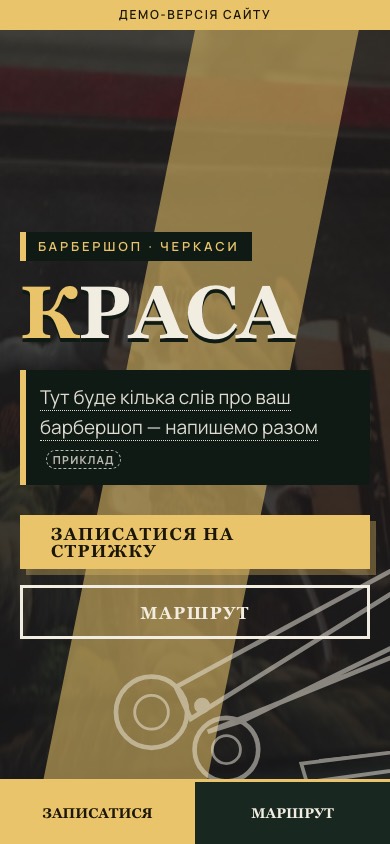 ДЕМО-ВЕРСІЯ САЙТУ
БАРБЕРШОП · ЧЕРКАСИ
КРАСА
Тут буде кілька слів про ваш
барбершоп — напишемо разом
ПРИКЛАД
ЗАПИСАТИСЯ НА
СТРИЖКУ
МАРШРУТ
ЗАПИСАТИСЯ
МАРШРУТ